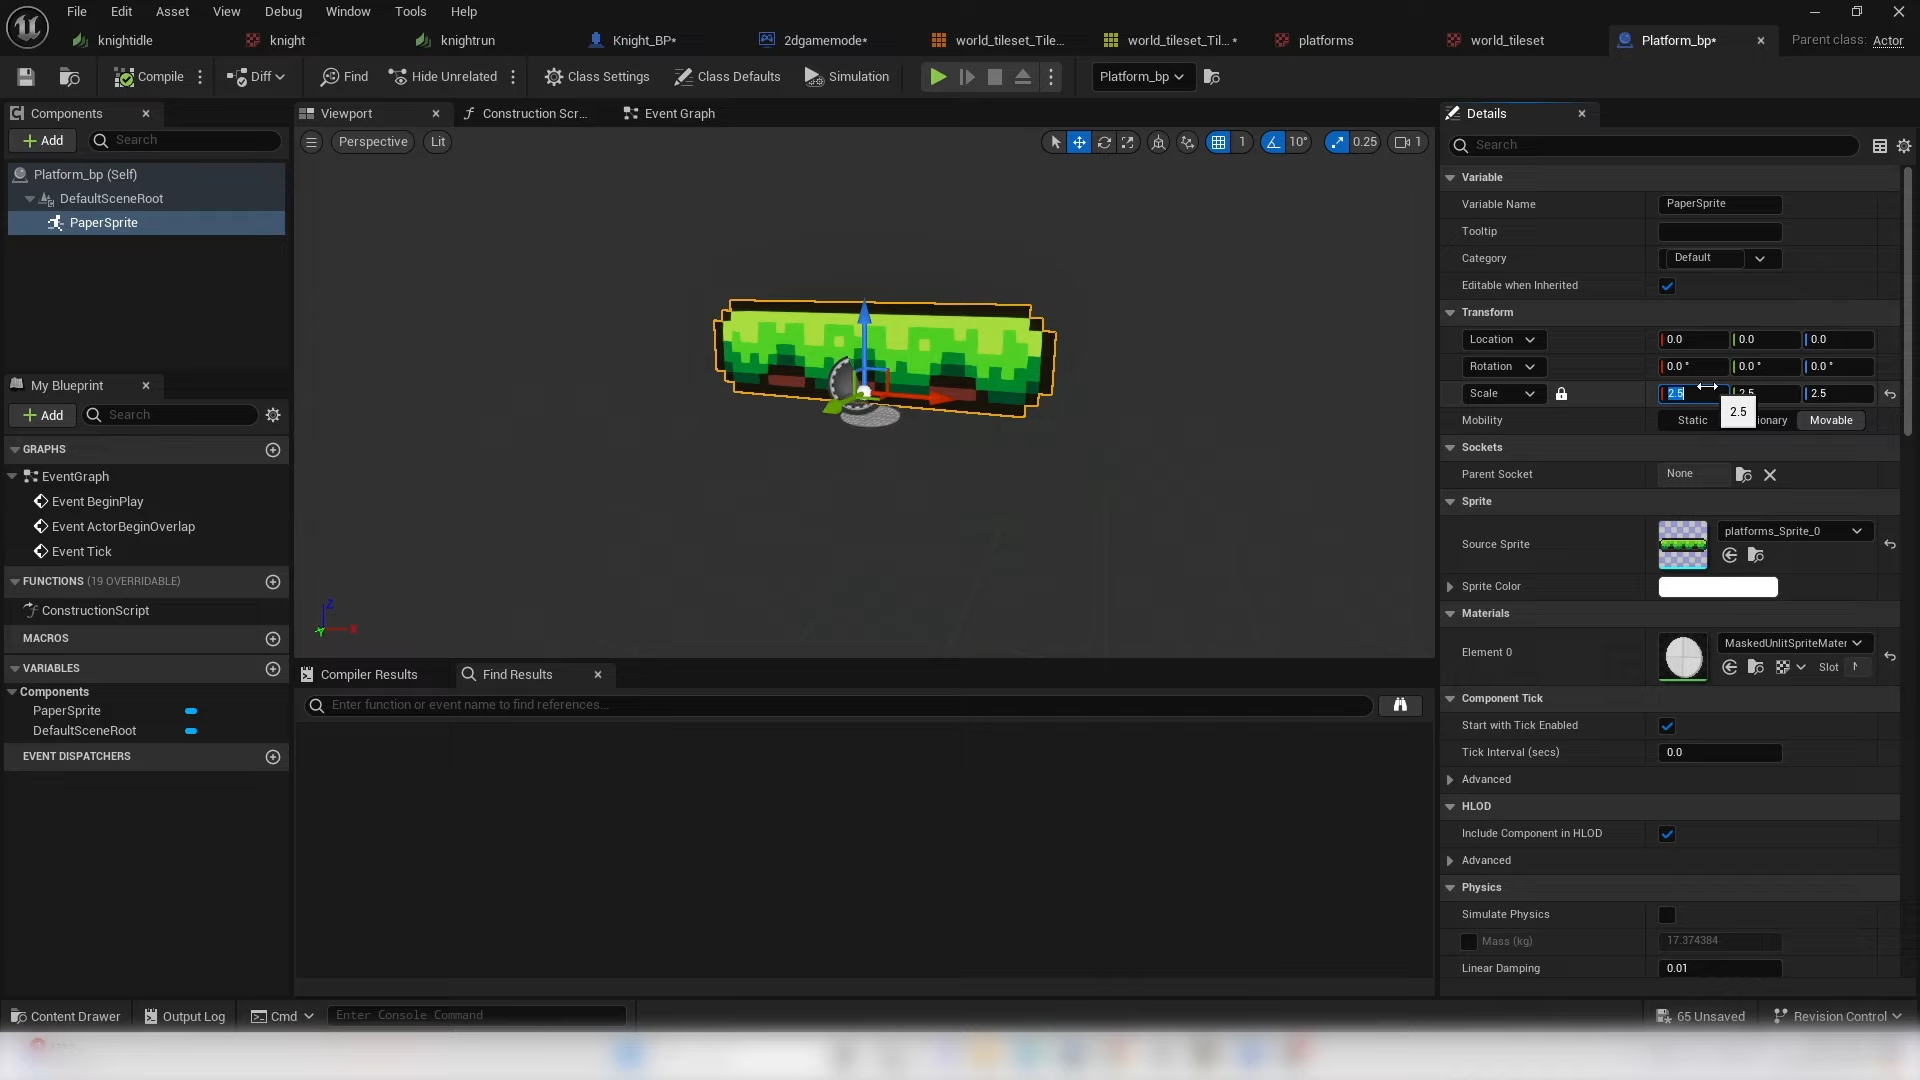 File Edit Asset View Debug Window Tools Help
knightidle knight knightrun Knight_BP* 2dgamemode* world_tileset_Tile... world_tileset_Til...* platforms world_tileset Platform_bp* Parent class: Actor
Compile Diff Find Hide Unrelated Class Settings Class Defaults Simulation Platform_bp
Components Viewport Construction Scr... Event Graph Details
Add Search Perspective Lit 1 10° 0.25 1 Search
Platform_bp (Self)
DefaultSceneRoot
PaperSprite
My Blueprint
Add Search
GRAPHS
EventGraph
Event BeginPlay
Event ActorBeginOverlap
Event Tick
FUNCTIONS (19 OVERRIDABLE)
ConstructionScript
MACROS
VARIABLES
Components
PaperSprite
DefaultSceneRoot
EVENT DISPATCHERS
Z
Compiler Results Find Results
Enter function or event name to find references...
Variable
Variable Name PaperSprite
Tooltip
Category Default
Editable when Inherited
Transform
Location 0.0 0.0 0.0
Rotation 0.0 ° 0.0 ° 0.0 °
Scale 2.5 2.5 2.5
2.5
Mobility Static ionary Movable
Sockets
Parent Socket None
Sprite
Source Sprite platforms_Sprite_0
Sprite Color
Materials
Element 0 MaskedUnlitSpriteMater
Slot
Component Tick
Start with Tick Enabled
Tick Interval (secs) 0.0
Advanced
HLOD
Include Component in HLOD
Advanced
Physics
Simulate Physics
Mass (kg) 17.374384
Linear Damping 0.01
Content Drawer Output Log Cmd Enter Console Command 65 Unsaved Revision Control